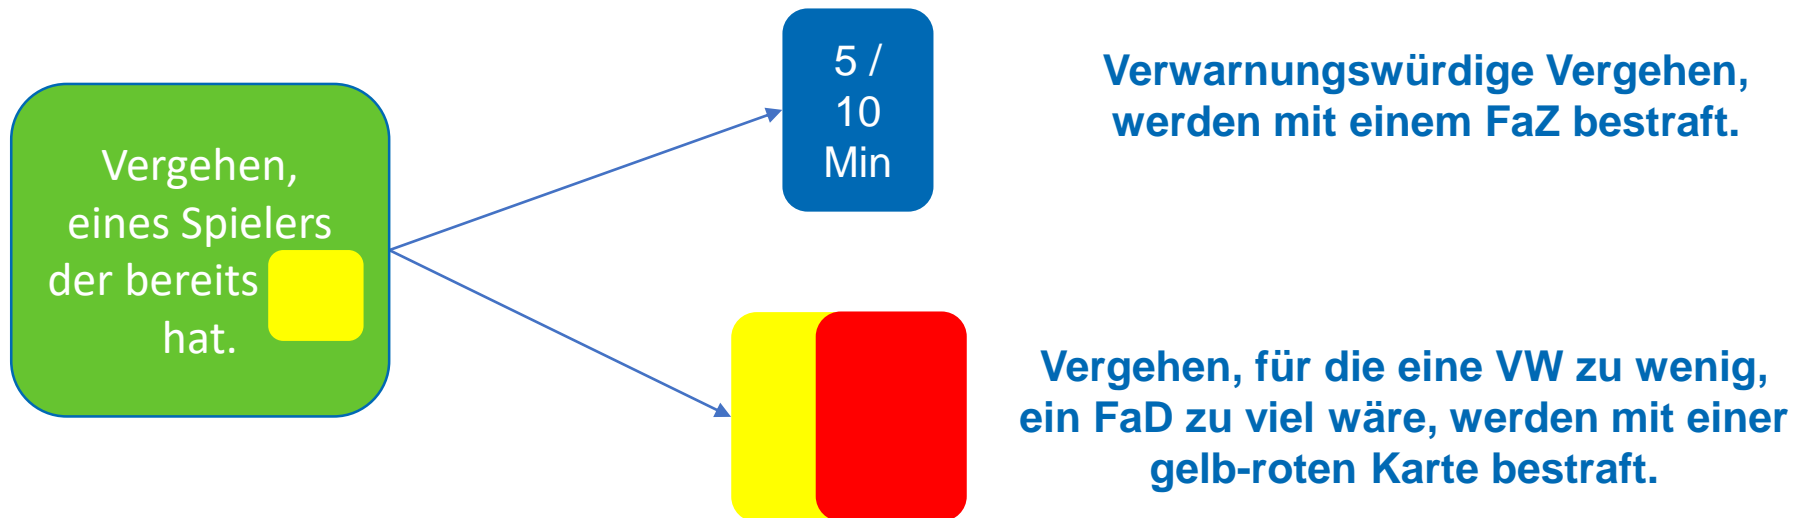 Vergehen,
eines Spielers
der bereits
hat.
5 /
10
Min
Verwarnungswürdige Vergehen,
werden mit einem FaZ bestraft.
Vergehen, für die eine VW zu wenig,
ein FaD zu viel wäre, werden mit einer
gelb-roten Karte bestraft.